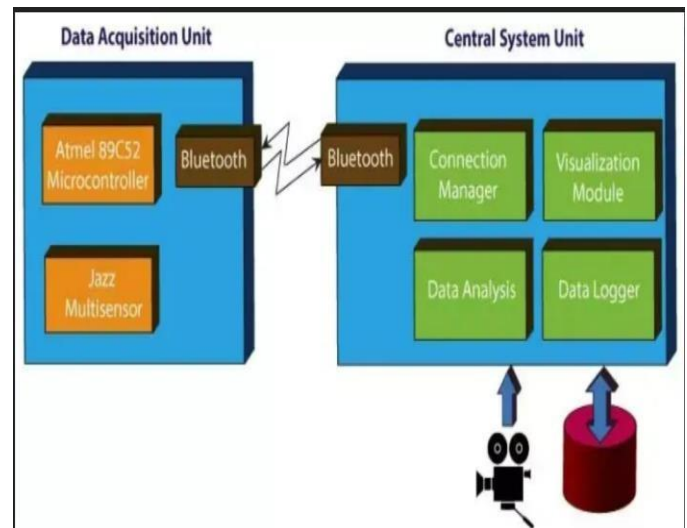 Data Acquisition Unit
Central System Unit
Atmel 89C52
Microcontroller
Bluetooth
Bluetooth
Connection
Manager
Visualization
Module
Jazz
Multisensor
Data Analysis
Data Logger